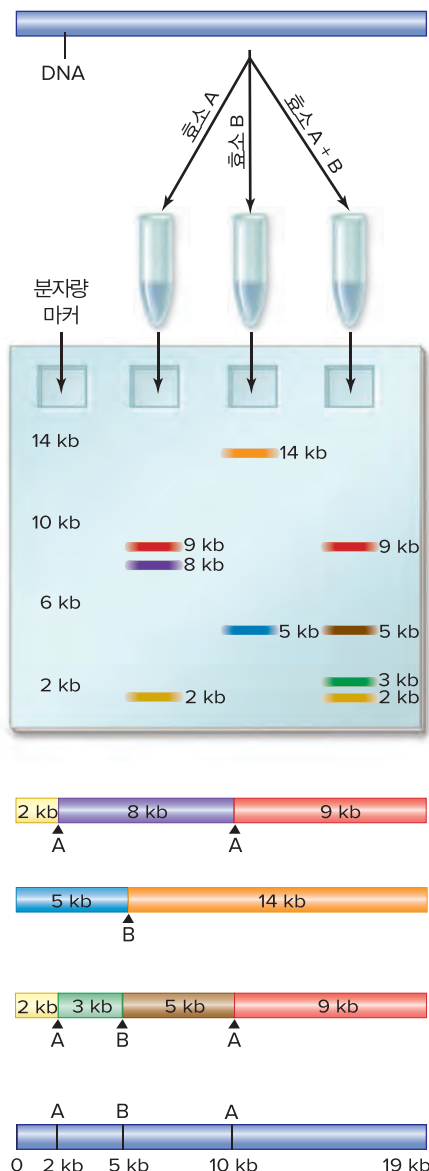 DNA
효소 A
효소 B
효소 A + B
분자량
마커
14 kb
14 kb
10 kb
9 kb
9 kb
8 kb
6 kb
5 kb
5 kb
2 kb
3 kb
2 kb
2 kb
2 kb 8 kb 9 kb
A A
5 kb 14 kb
B
2 kb 3 kb 5 kb 9 kb
A B A
A B A
0 2 kb 5 kb 10 kb 19 kb